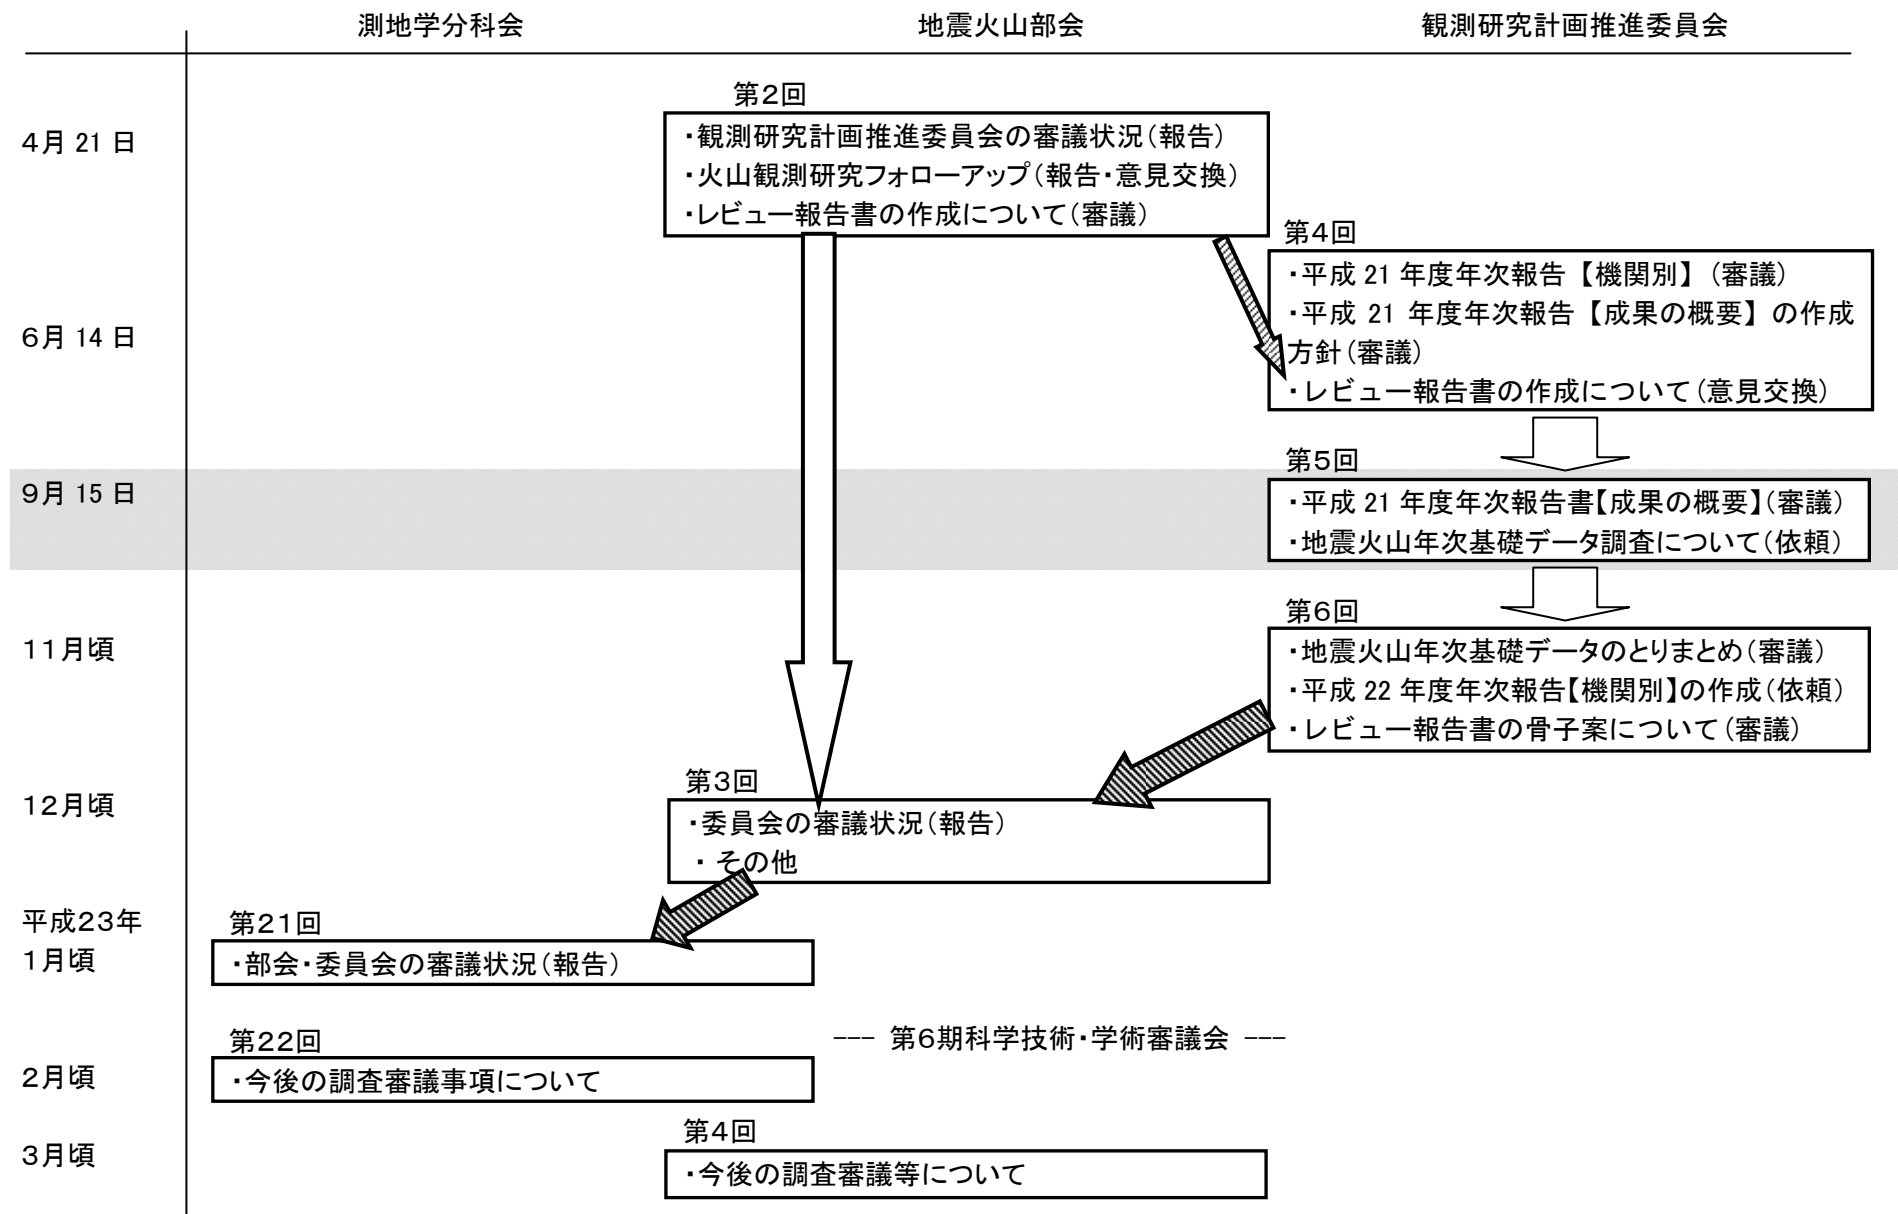 測地学分科会
地震火山部会
観測研究計画推進委員会
4月 21 日
第2回
・観測研究計画推進委員会の審議状況(報告)
・火山観測研究フォローアップ(報告・意見交換)
・レビュー報告書の作成について(審議)
6月 14 日
第4回
・平成 21 年度年次報告【機関別】(審議)
・平成 21 年度年次報告【成果の概要】の作成
方針(審議)
・レビュー報告書の作成について(意見交換)
9月 15 日
第5回
・平成 21 年度年次報告書【成果の概要】(審議)
・地震火山年次基礎データ調査について(依頼)
11月頃
第6回
・地震火山年次基礎データのとりまとめ(審議)
・平成 22 年度年次報告【機関別】の作成(依頼)
・レビュー報告書の骨子案について(審議)
12月頃
第3回
・委員会の審議状況(報告)
・その他
平成23年
1月頃
第21回
・部会・委員会の審議状況(報告)
--- 第6期科学技術・学術審議会 ---
2月頃
第22回
・今後の調査審議事項について
3月頃
第4回
・今後の調査審議等について